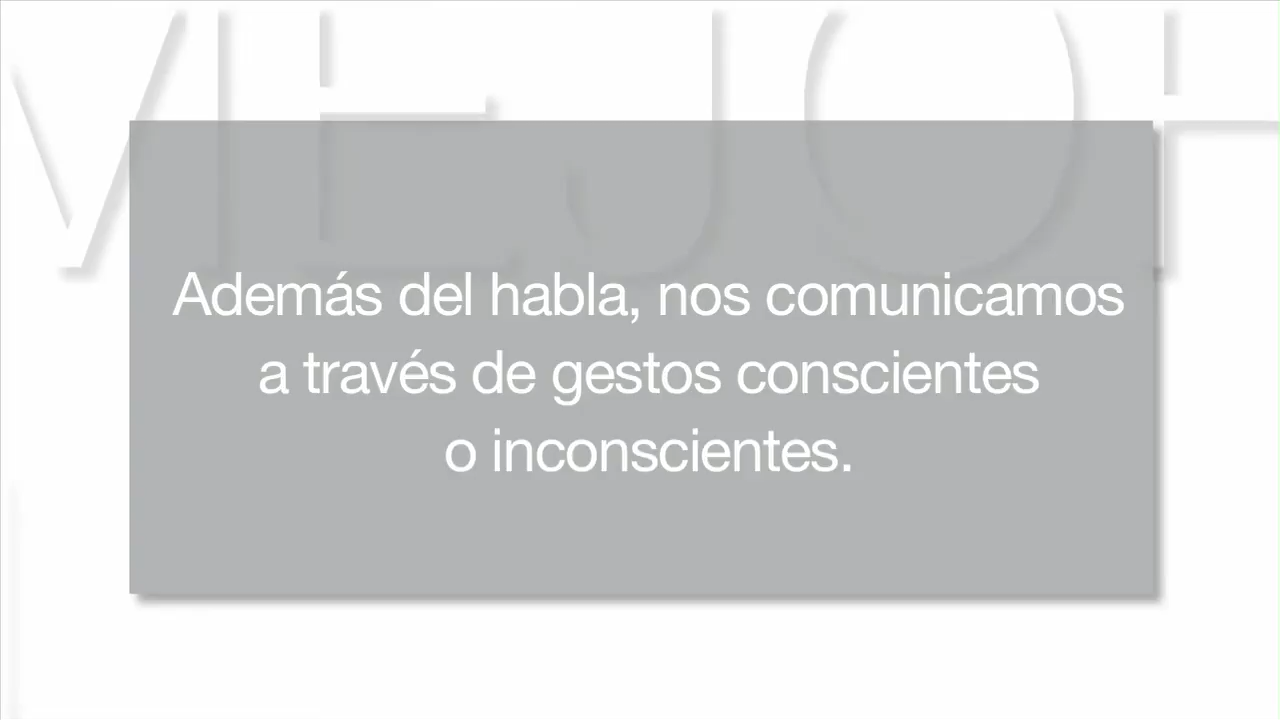 Además del habla, nos comunicamos
a través de gestos conscientes
o inconscientes.